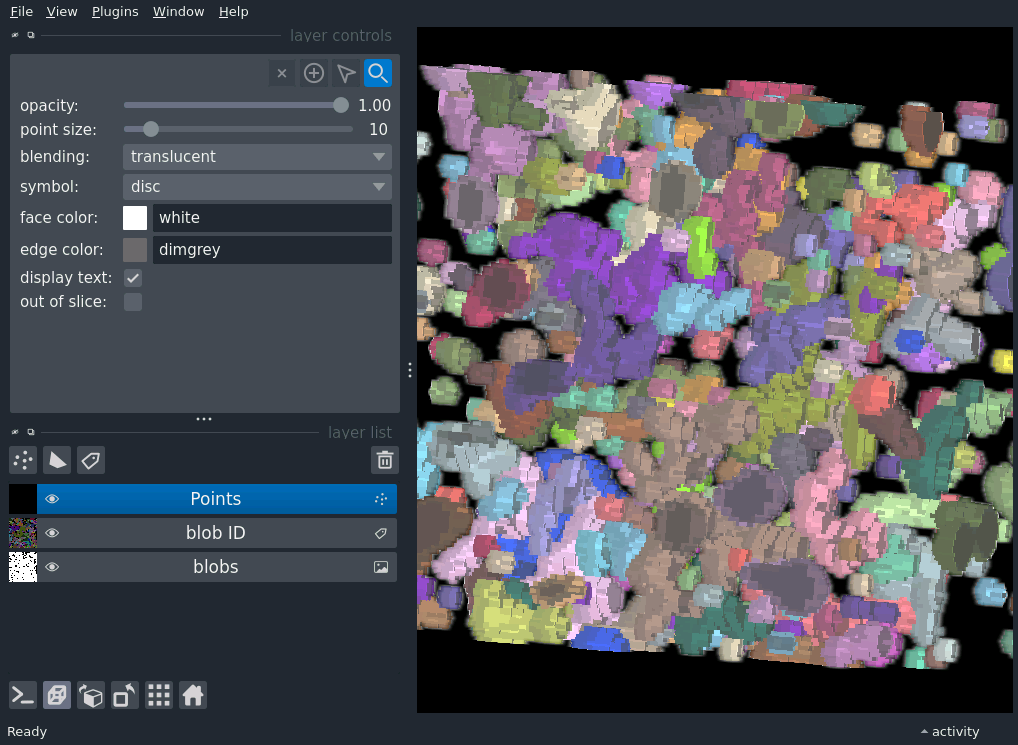 File View Plugins Window Help
layer controls
opacity: 1.00
point size: 10
blending: translucent
symbol: disc
face color: white
edge color: dimgrey
display text:
out of slice:
layer list
Points
blob ID
blobs
Ready activity